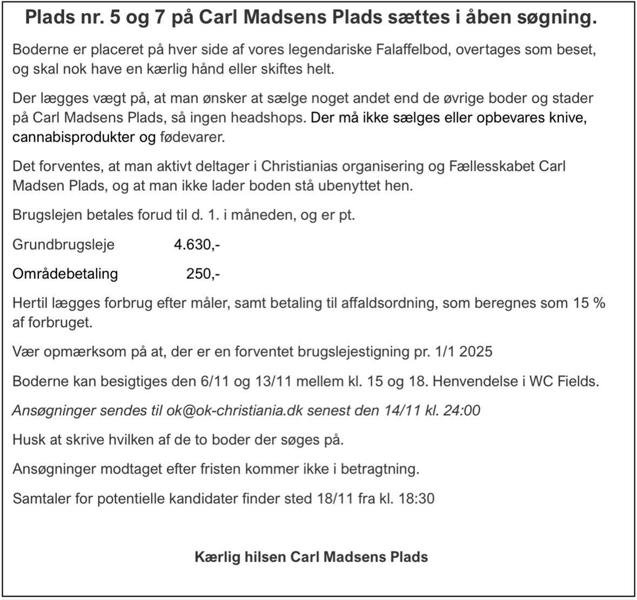 Plads nr. 5 og 7 på Carl Madsens Plads sættes i åben søgning.
Boderne er placeret på hver side af vores legendariske Falaffelbod, overtages som beset,
og skal nok have en kærlig hånd eller skiftes helt.
Der lægges vægt på, at man ønsker at sælge noget andet end de øvrige boder og stader
på Carl Madsens Plads, så ingen headshops. Der må ikke sælges eller opbevares knive,
cannabisprodukter og fødevarer.
Det forventes, at man aktivt deltager i Christianias organisering og Fællesskabet Carl
Madsen Plads, og at man ikke lader boden stå ubenyttet hen.
Brugslejen betales forud til d. 1. i måneden, og er pt.
Grundbrugsleje 4.630,-
Områdebetaling 250,-
Hertil lægges forbrug efter måler, samt betaling til affaldsordning, som beregnes som 15 %
af forbruget.
Vær opmærksom på at, der er en forventet brugslejestigning pr. 1/1 2025
Boderne kan besigtiges den 6/11 og 13/11 mellem kl. 15 og 18. Henvendelse i WC Fields.
Ansøgninger sendes til ok@ok-christiania.dk senest den 14/11 kl. 24:00
Husk at skrive hvilken af de to boder der søges på.
Ansøgninger modtaget efter fristen kommer ikke i betragtning.
Samtaler for potentielle kandidater finder sted 18/11 fra kl. 18:30
Kærlig hilsen Carl Madsens Plads